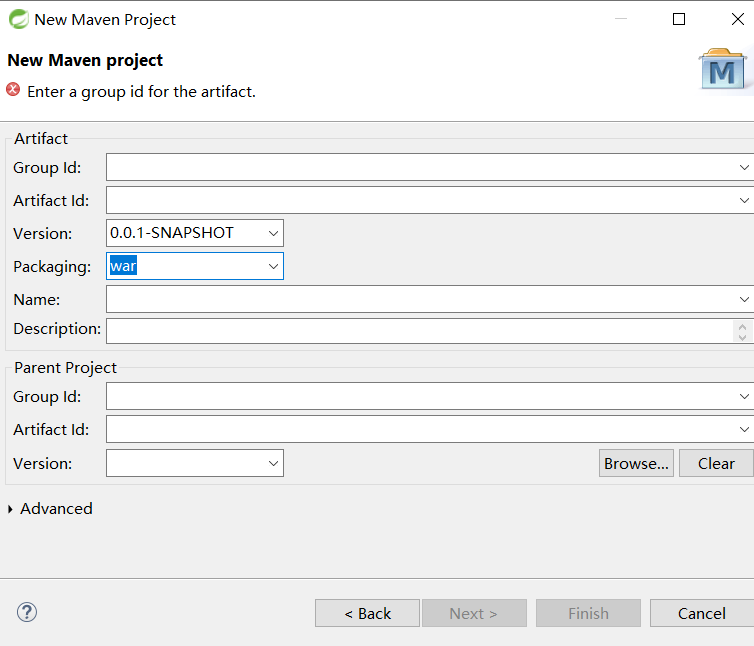 New Maven Project
New Maven project
Enter a group id for the artifact.
Artifact
Group Id:
Artifact Id:
Version: 0.0.1-SNAPSHOT
Packaging: war
Name:
Description:
Parent Project
Group Id:
Artifact Id:
Version: Browse... Clear
Advanced
? < Back Next > Finish Cancel